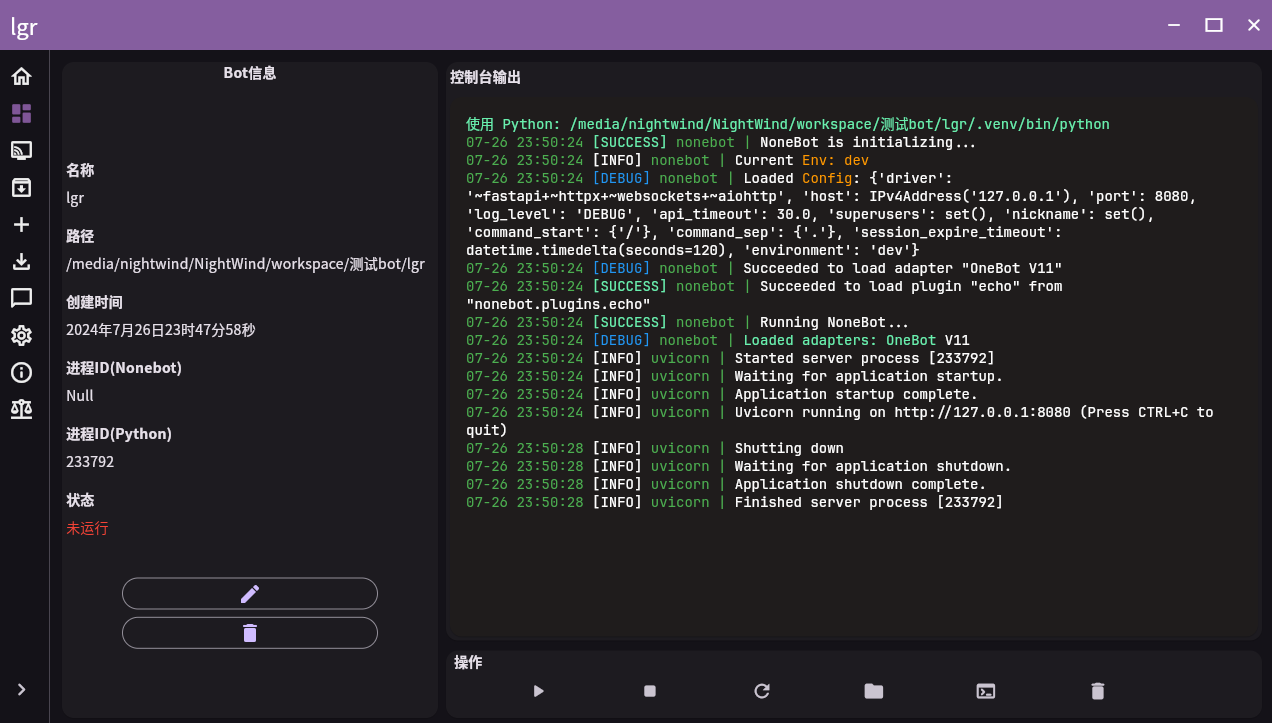 lgr
Bot信息
名称
lgr
路径
/media/nightwind/NightWind/workspace/测试bot/lgr
创建时间
2024年7月26日23时47分58秒
进程ID(Nonebot)
Null
进程ID(Python)
233792
状态
未运行
控制台输出
使用 Python: /media/nightwind/NightWind/workspace/测试bot/lgr/.venv/bin/python
07-26 23:50:24 [SUCCESS] nonebot | NoneBot is initializing...
07-26 23:50:24 [INFO] nonebot | Current Env: dev
07-26 23:50:24 [DEBUG] nonebot | Loaded Config: {'driver':
'~fastapi+~httpx+~websockets+~aiohttp', 'host': IPv4Address('127.0.0.1'), 'port': 8080,
'log_level': 'DEBUG', 'api_timeout': 30.0, 'superusers': set(), 'nickname': set(),
'command_start': {'/'}, 'command_sep': {'.'}, 'session_expire_timeout':
datetime.timedelta(seconds=120), 'environment': 'dev'}
07-26 23:50:24 [DEBUG] nonebot | Succeeded to load adapter "OneBot V11"
07-26 23:50:24 [SUCCESS] nonebot | Succeeded to load plugin "echo" from
"nonebot.plugins.echo"
07-26 23:50:24 [SUCCESS] nonebot | Running NoneBot...
07-26 23:50:24 [DEBUG] nonebot | Loaded adapters: OneBot V11
07-26 23:50:24 [INFO] uvicorn | Started server process [233792]
07-26 23:50:24 [INFO] uvicorn | Waiting for application startup.
07-26 23:50:24 [INFO] uvicorn | Application startup complete.
07-26 23:50:24 [INFO] uvicorn | Uvicorn running on http://127.0.0.1:8080 (Press CTRL+C to
quit)
07-26 23:50:28 [INFO] uvicorn | Shutting down
07-26 23:50:28 [INFO] uvicorn | Waiting for application shutdown.
07-26 23:50:28 [INFO] uvicorn | Application shutdown complete.
07-26 23:50:28 [INFO] uvicorn | Finished server process [233792]
操作